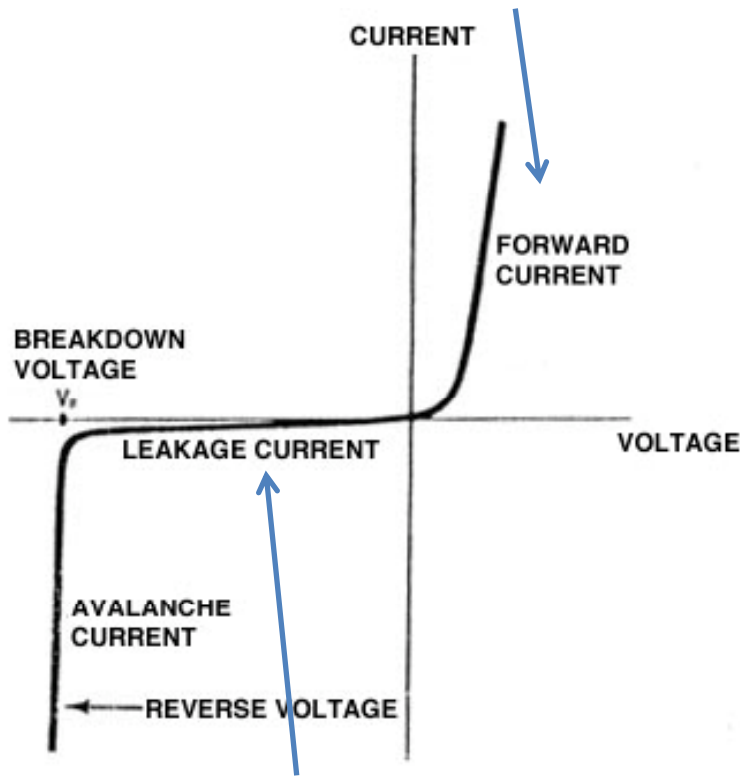 CURRENT
FORWARD
CURRENT
BREAKDOWN
VOLTAGE
LEAKAGE CURRENT
VOLTAGE
AVALANCHE
CURRENT
REVERSE VOLTAGE